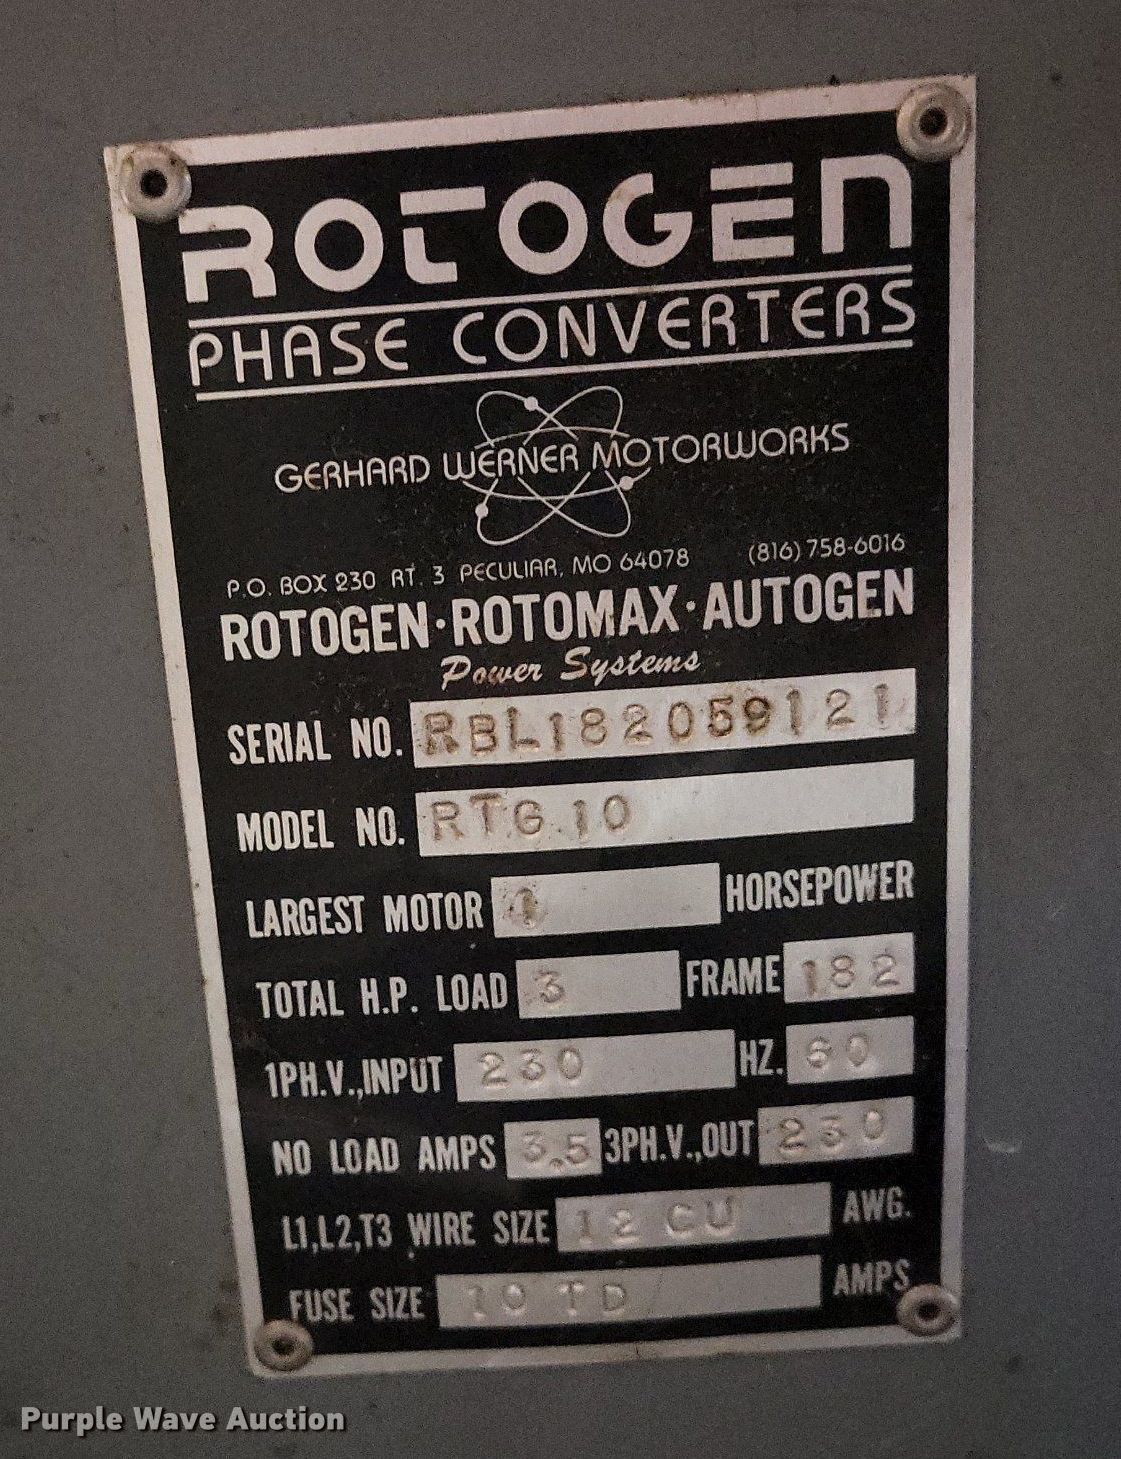 ROTOGEN
PHASE CONVERTERS
GERHARD WERNER MOTORWORKS
P.O. BOX 230 RT. 3 PECULIAR, MO 64078 (816) 758-6016
ROTOGEN·ROTOMAX·AUTOGEN
Power Systems
SERIAL NO. RBL182059121
MODEL NO. RTG 10
LARGEST MOTOR HORSEPOWER
TOTAL H.P. LOAD 3 FRAME 182
1PH.V.,INPUT 230 HZ. 60
NO LOAD AMPS 3.5 3PH.V.,OUT 230
L1,L2,T3 WIRE SIZE 12 CU AWG.
FUSE SIZE 10 TD AMPS
Purple Wave Auction